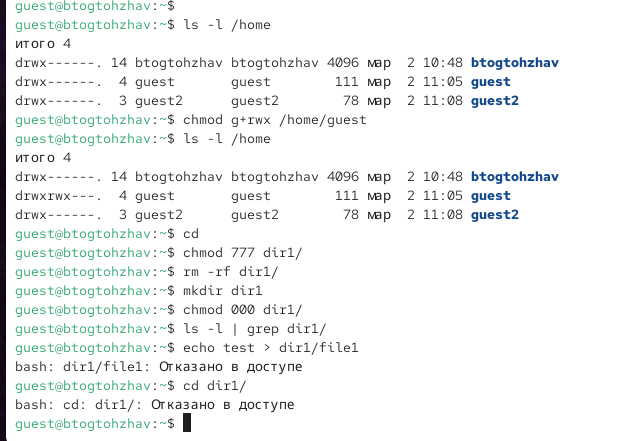 guest@btogtohzhav:~$
guest@btogtohzhav:~$ ls -l /home
итого 4
drwx------. 14 btogtohzhav btogtohzhav 4096 мар  2 10:48 btogtohzhav
drwx------.  4 guest       guest        111 мар  2 11:05 guest
drwx------.  3 guest2      guest2        78 мар  2 11:08 guest2
guest@btogtohzhav:~$ chmod g+rwx /home/guest
guest@btogtohzhav:~$ ls -l /home
итого 4
drwx------. 14 btogtohzhav btogtohzhav 4096 мар  2 10:48 btogtohzhav
drwxrwx---.  4 guest       guest        111 мар  2 11:05 guest
drwx------.  3 guest2      guest2        78 мар  2 11:08 guest2
guest@btogtohzhav:~$ cd
guest@btogtohzhav:~$ chmod 777 dir1/
guest@btogtohzhav:~$ rm -rf dir1/
guest@btogtohzhav:~$ mkdir dir1
guest@btogtohzhav:~$ chmod 000 dir1/
guest@btogtohzhav:~$ ls -l | grep dir1/
guest@btogtohzhav:~$ echo test > dir1/file1
bash: dir1/file1: Отказано в доступе
guest@btogtohzhav:~$ cd dir1/
bash: cd: dir1/: Отказано в доступе
guest@btogtohzhav:~$